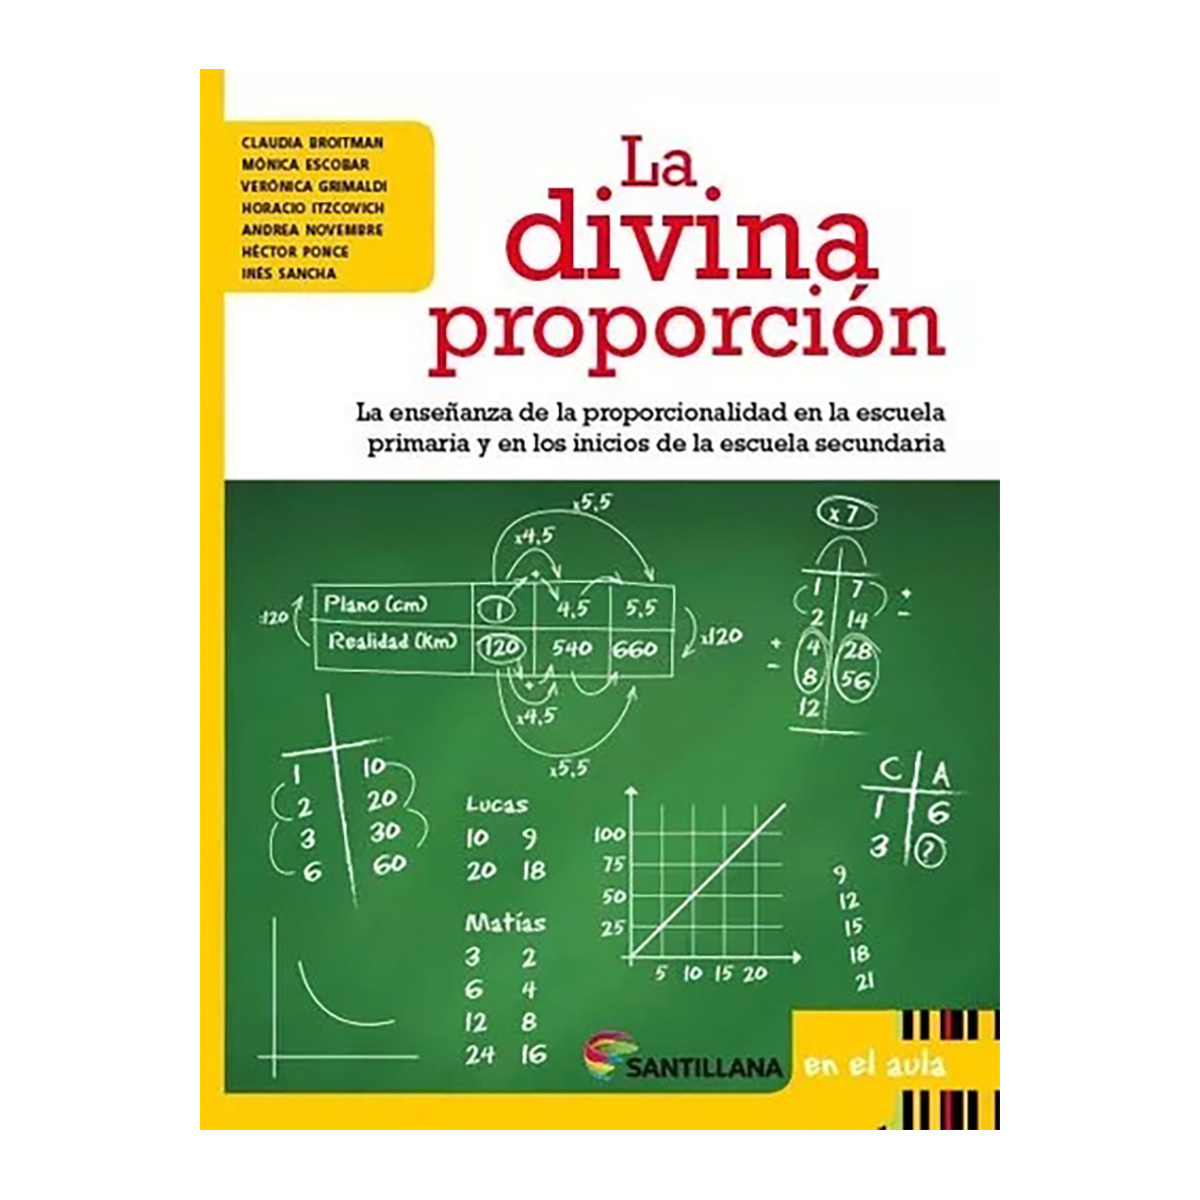 CLAUDIA BROITMAN
MÓNICA ESCOBAR
VERÓNICA GRIMALDI
HORACIO ITZCOVICH
ANDREA NOVEMBRE
HÉCTOR PONCE
INÉS SANCHA
La
divina
proporción
La enseñanza de la proporcionalidad en la escuela
primaria y en los inicios de la escuela secundaria
x5,5
x4,5
+
Plano (cm) 1 4,5 5,5
Realidad (Km) 120 540 660
:120
x120
+
x4,5
x5,5
x 7
1 7
2 14
4 28
8 56
12
+
-
+
-
1 10
2 20
3 30
6 60
Lucas
10 9
20 18
Matías
3 2
6 4
12 8
24 16
100
75
50
25
5 10 15 20
C A
1 6
3 ?
9
12
15
18
21
SANTILLANA
en el aula